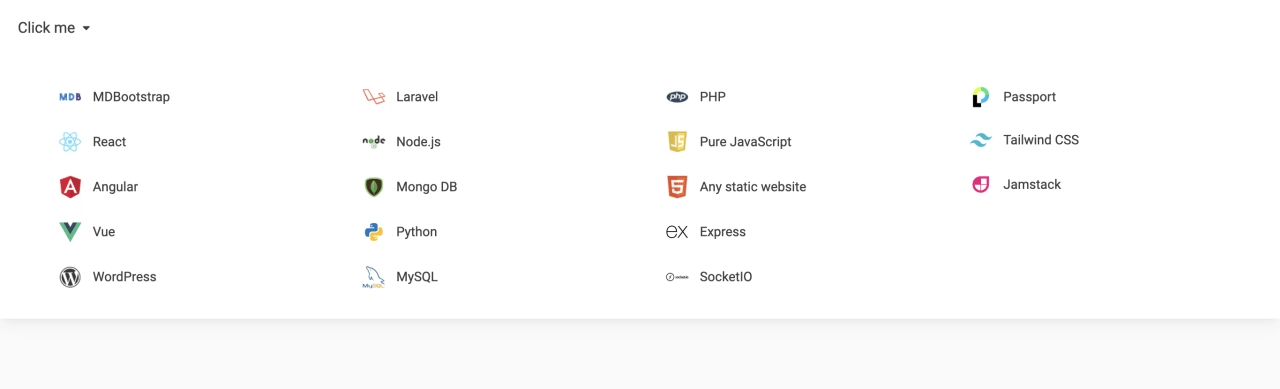 Click me
MDB MDBootstrap
React
Angular
Vue
WordPress
Laravel
node Node.js
Mongo DB
Python
MySQL MySQL
php PHP
JS Pure JavaScript
5 Any static website
ex Express
SocketIO
Passport
Tailwind CSS
Jamstack